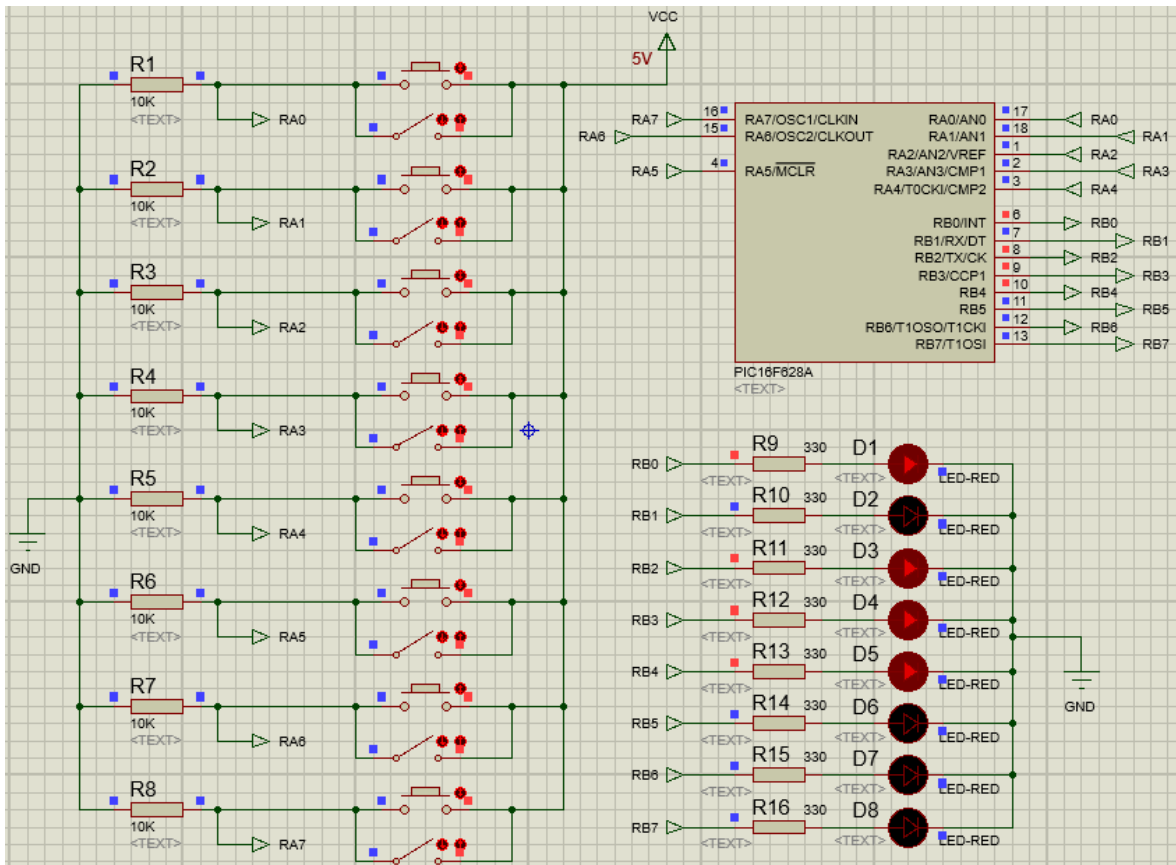 VCC
5V
R1
10K
<TEXT>
RA0
R2
10K
<TEXT>
RA1
R3
10K
<TEXT>
RA2
R4
10K
<TEXT>
RA3
R5
10K
<TEXT>
RA4
R6
10K
<TEXT>
RA5
R7
10K
<TEXT>
RA6
R8
10K
<TEXT>
RA7
GND
RA7 16 RA7/OSC1/CLKIN RA0/AN0 17 RA0
RA6 15 RA6/OSC2/CLKOUT RA1/AN1 18 RA1
RA2/AN2/VREF 1 RA2
RA5 4 RA5/MCLR RA3/AN3/CMP1 2 RA3
RA4/T0CKI/CMP2 3 RA4
RB0/INT 6 RB0
RB1/RX/DT 7 RB1
RB2/TX/CK 8 RB2
RB3/CCP1 9 RB3
RB4 10 RB4
RB5 11 RB5
RB6/T1OSO/T1CKI 12 RB6
RB7/T1OSI 13 RB7
PIC16F628A
<TEXT>
RB0 R9 330 D1
<TEXT> <TEXT> LED-RED
RB1 R10 330 D2
<TEXT> <TEXT> LED-RED
RB2 R11 330 D3
<TEXT> <TEXT> LED-RED
RB3 R12 330 D4
<TEXT> <TEXT> LED-RED
RB4 R13 330 D5
<TEXT> <TEXT> LED-RED
RB5 R14 330 D6
<TEXT> <TEXT> LED-RED
RB6 R15 330 D7
<TEXT> <TEXT> LED-RED
RB7 R16 330 D8
<TEXT> <TEXT> LED-RED
GND